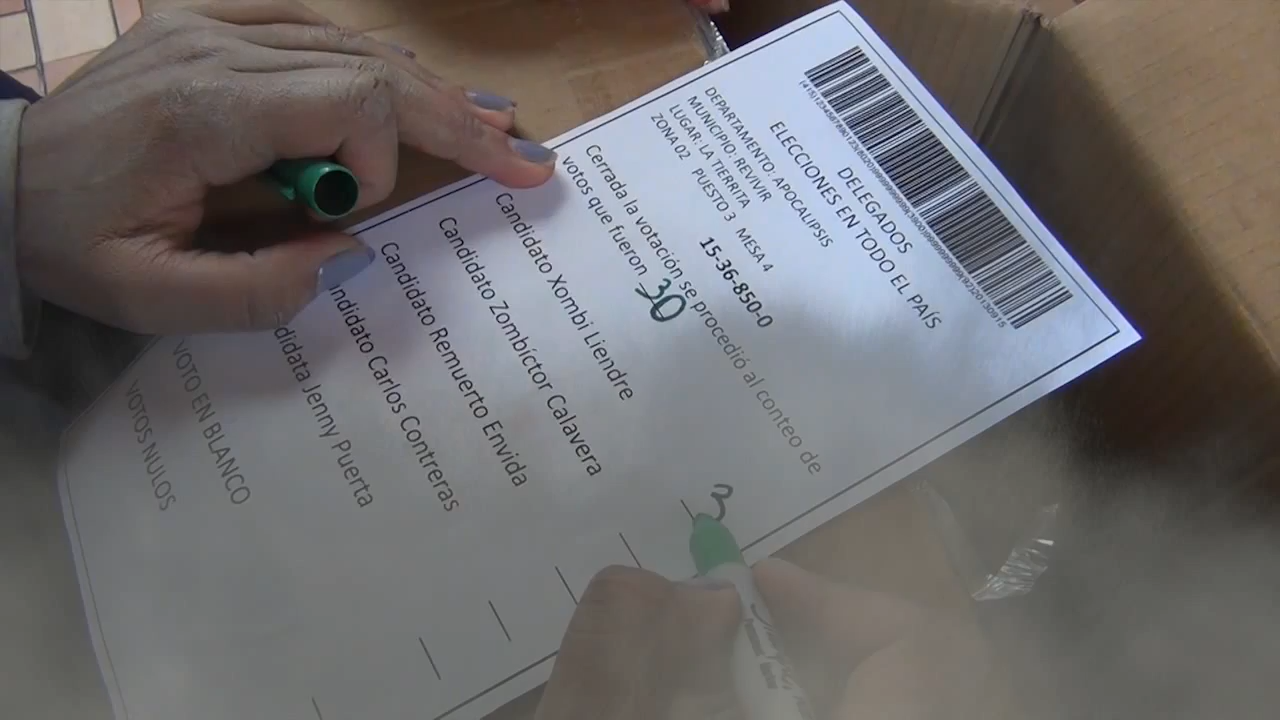 ELECCIONES EN TODO EL PAÍS
DELEGADOS
DEPARTAMENTO: APOCALIPSIS
MUNICIPIO: REVIVIR
LUGAR: LA TIERRITA
ZONA 02 PUESTO 3 MESA 4
15-36-850-0
Cerrada la votación se procedió al conteo de
votos que fueron 30
Candidato Xombi Liendre 3
Candidato Zombíctor Calavera
Candidato Remuerto Envida
Carlos Contreras
Jenny Puerta
VOTO EN BLANCO
VOTOS NULOS